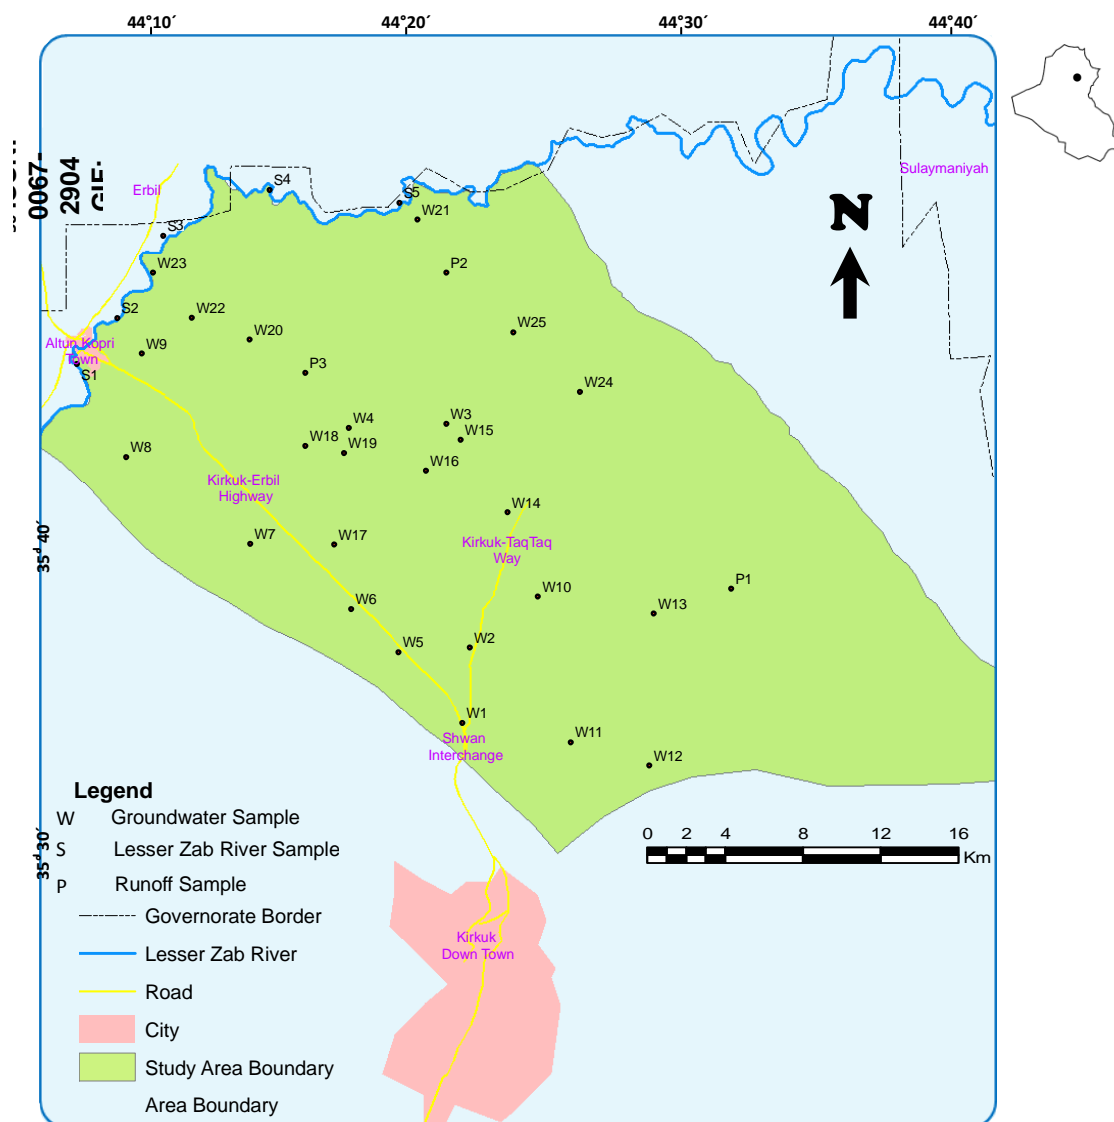 44°10´ 44°20´ 44°30´ 44°40´
0067-
2904
Erbil
Sulaymaniyah
N
S4
S5
W21
S3
W23
P2
S2
W22
W20
W25
Altun Kopri
Town
W9
S1
P3
W24
W4
W3
W15
W18
W19
W8
W16
Kirkuk-Erbil
Highway
W14
W7
W17
Kirkuk-TaqTaq
Way
35° 40´
W10
P1
W6
W13
W5
W2
W1
Shwan
Interchange
W11
W12
35° 30´
Legend
W Groundwater Sample
S Lesser Zab River Sample
P Runoff Sample
Governorate Border
Lesser Zab River
Road
City
Study Area Boundary
Area Boundary
0 2 4 8 12 16
Km
Kirkuk
Down Town